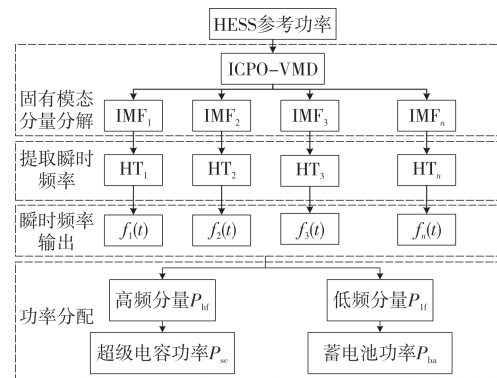 HESS参考功率
ICPO-VMD
固有模态
分量分解
IMF₁ IMF₂ IMF₃ IMFₙ
提取瞬时
频率
HT₁ HT₂ HT₃ HTₙ
瞬时频率
输出
f₁(t) f₂(t) f₃(t) fₙ(t)
功率分配
高频分量P_hf 低频分量P_lf
超级电容功率P_sc 蓄电池功率P_ba